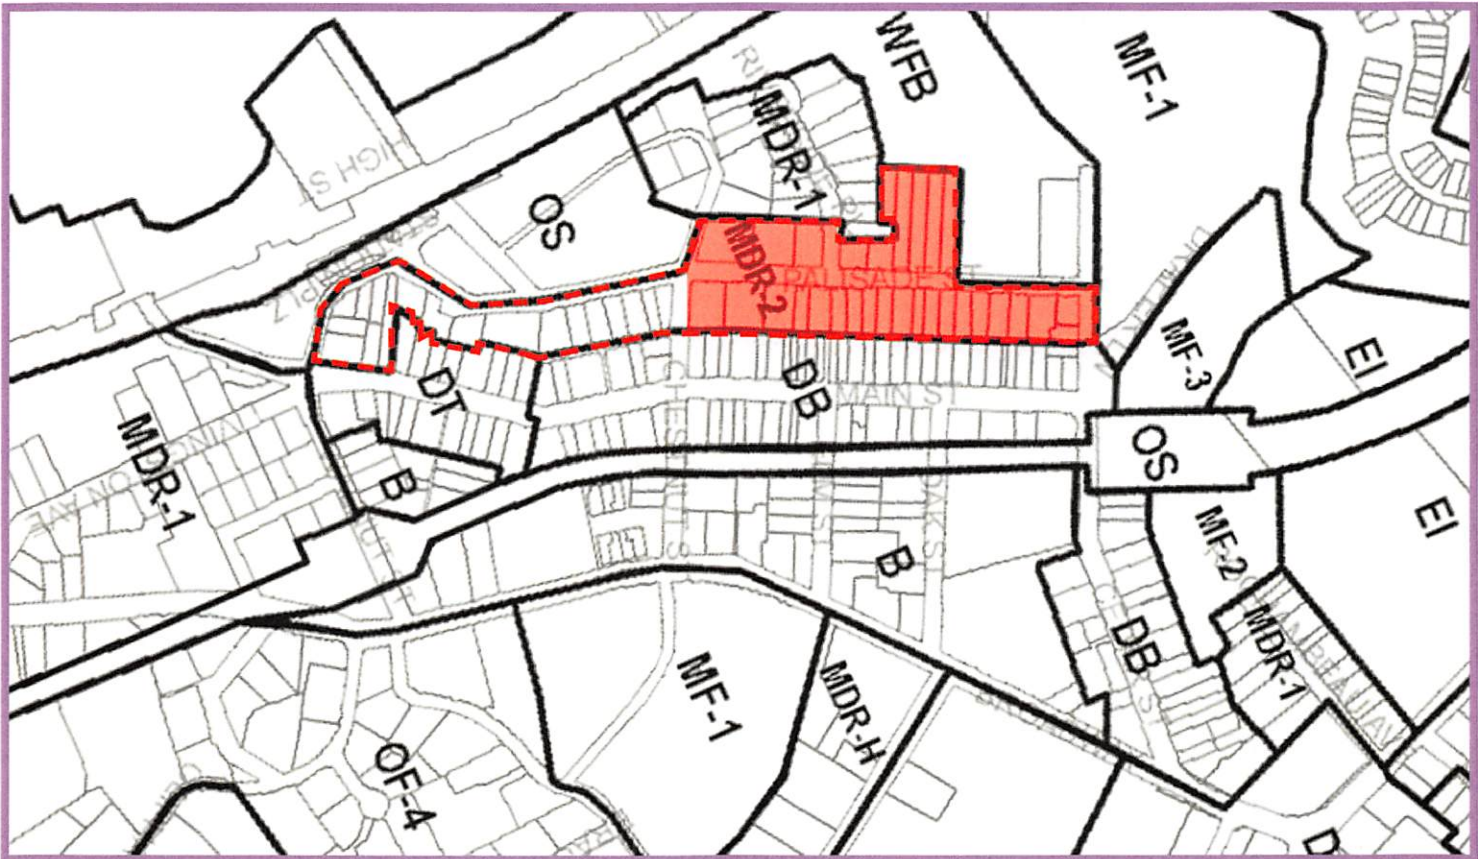 WFB
MF-1
MDR-1
HIGH ST
OS
MDR-2
PALISADE ST
MF-3
EI
DT
DB
MAIN ST
MDR-1
B
OS
EI
B
OAK S
MF-2
DB
MDR-1
MF-1
MDR-H
OF-4
D